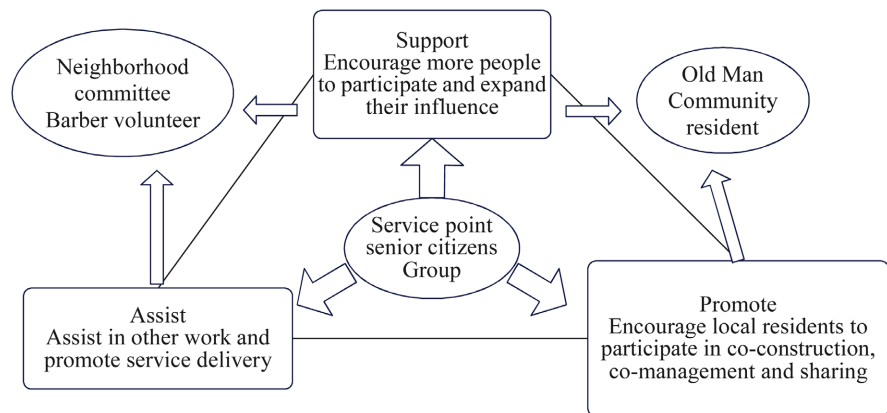 Support
Encourage more people
to participate and expand
their influence
Neighborhood
committee
Barber volunteer
Old Man
Community
resident
Service point
senior citizens
Group
Assist
Assist in other work and
promote service delivery
Promote
Encourage local residents to
participate in co-construction,
co-management and sharing